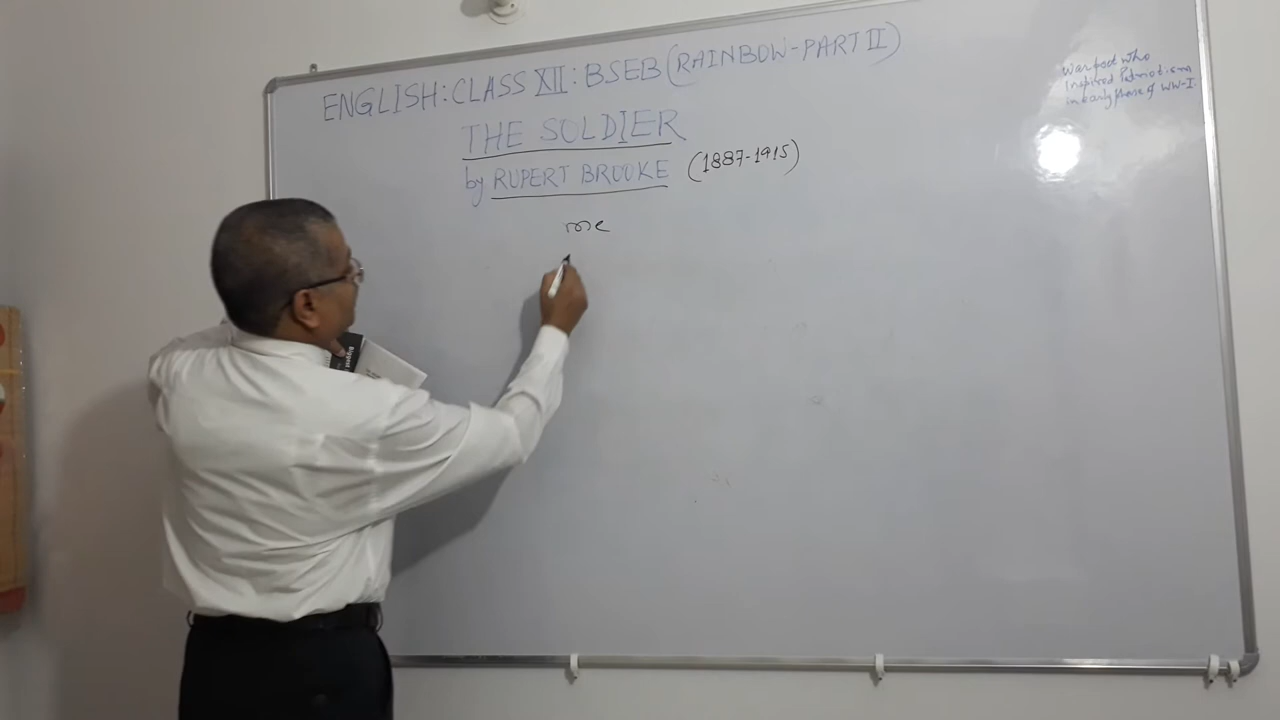 ENGLISH: CLASS XII: BSEB (RAINBOW-PART II)
THE SOLDIER
by RUPERT BROOKE (1887-1915)
me
War poet who
inspired Patriotism
in early phase of WW-I.
Biggest